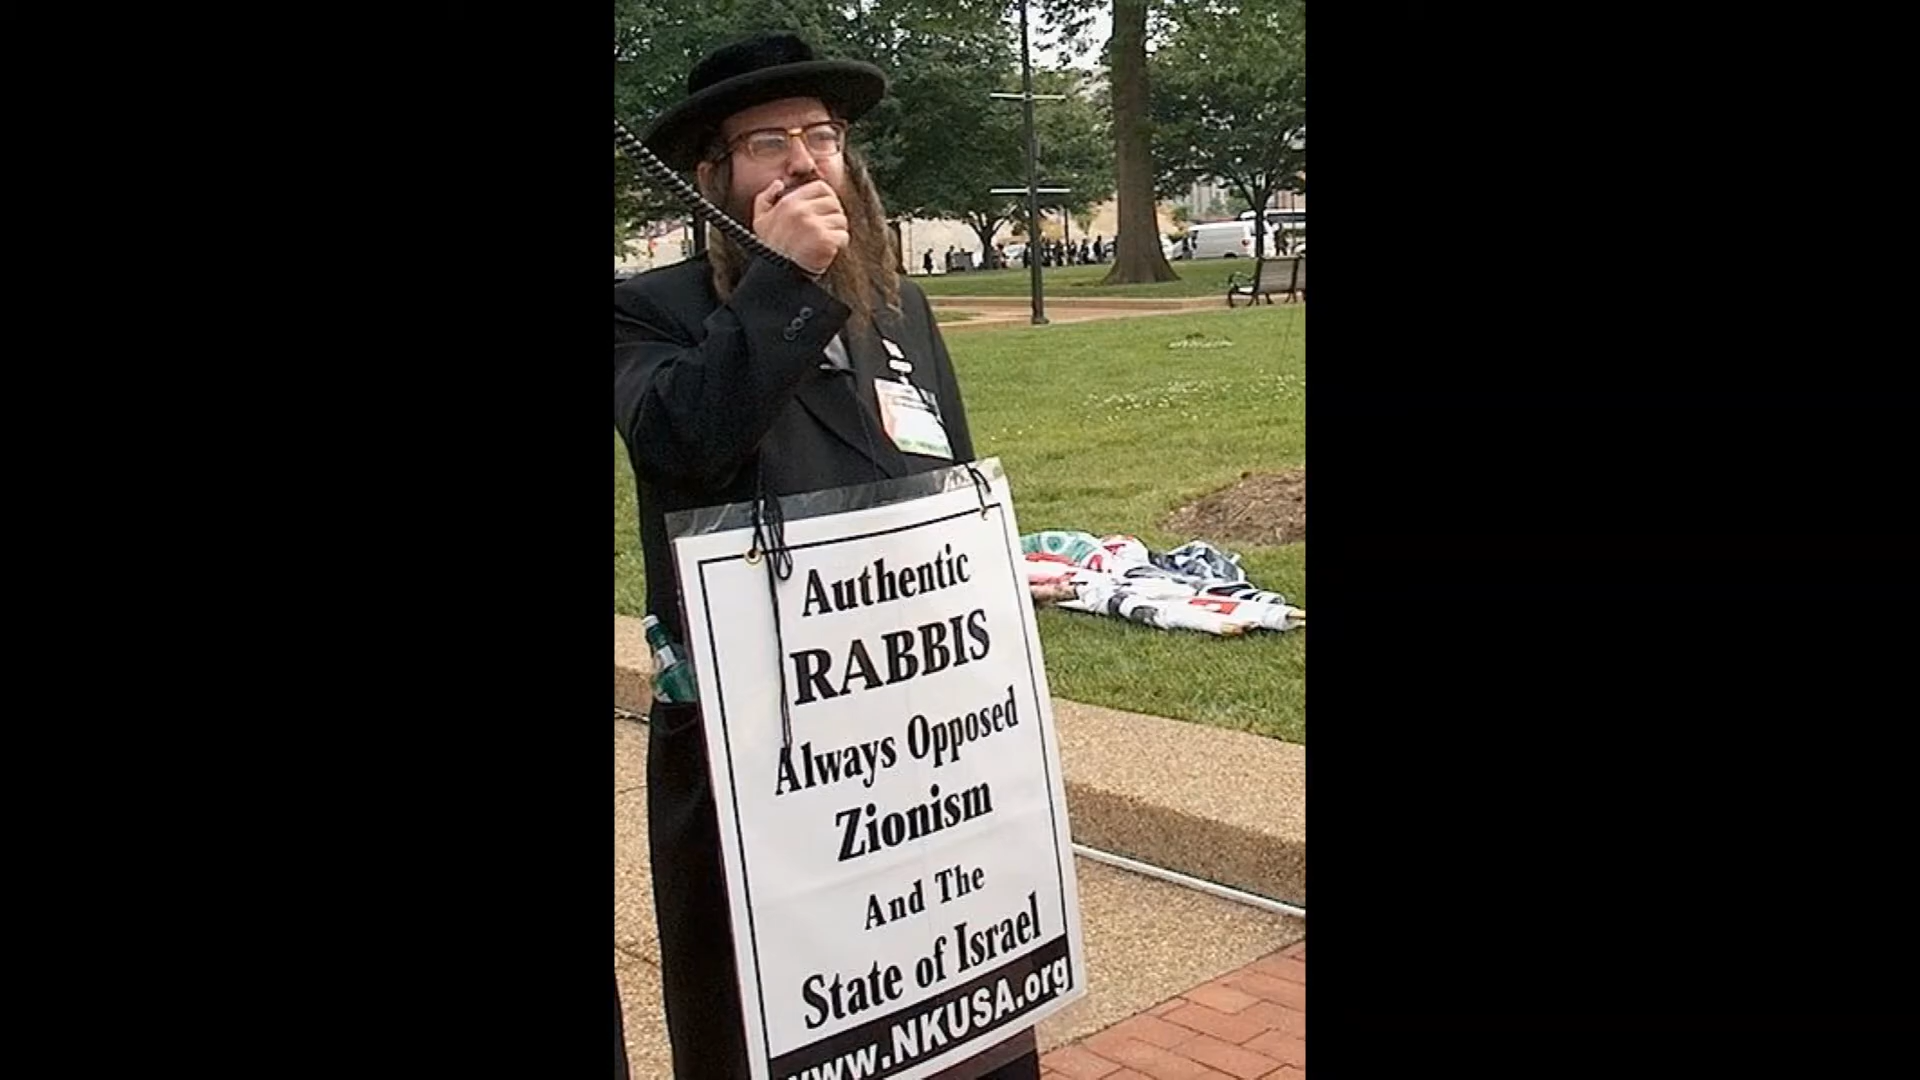 Authentic
RABBIS
Always Opposed
Zionism
And The
State of Israel
www.NKUSA.org